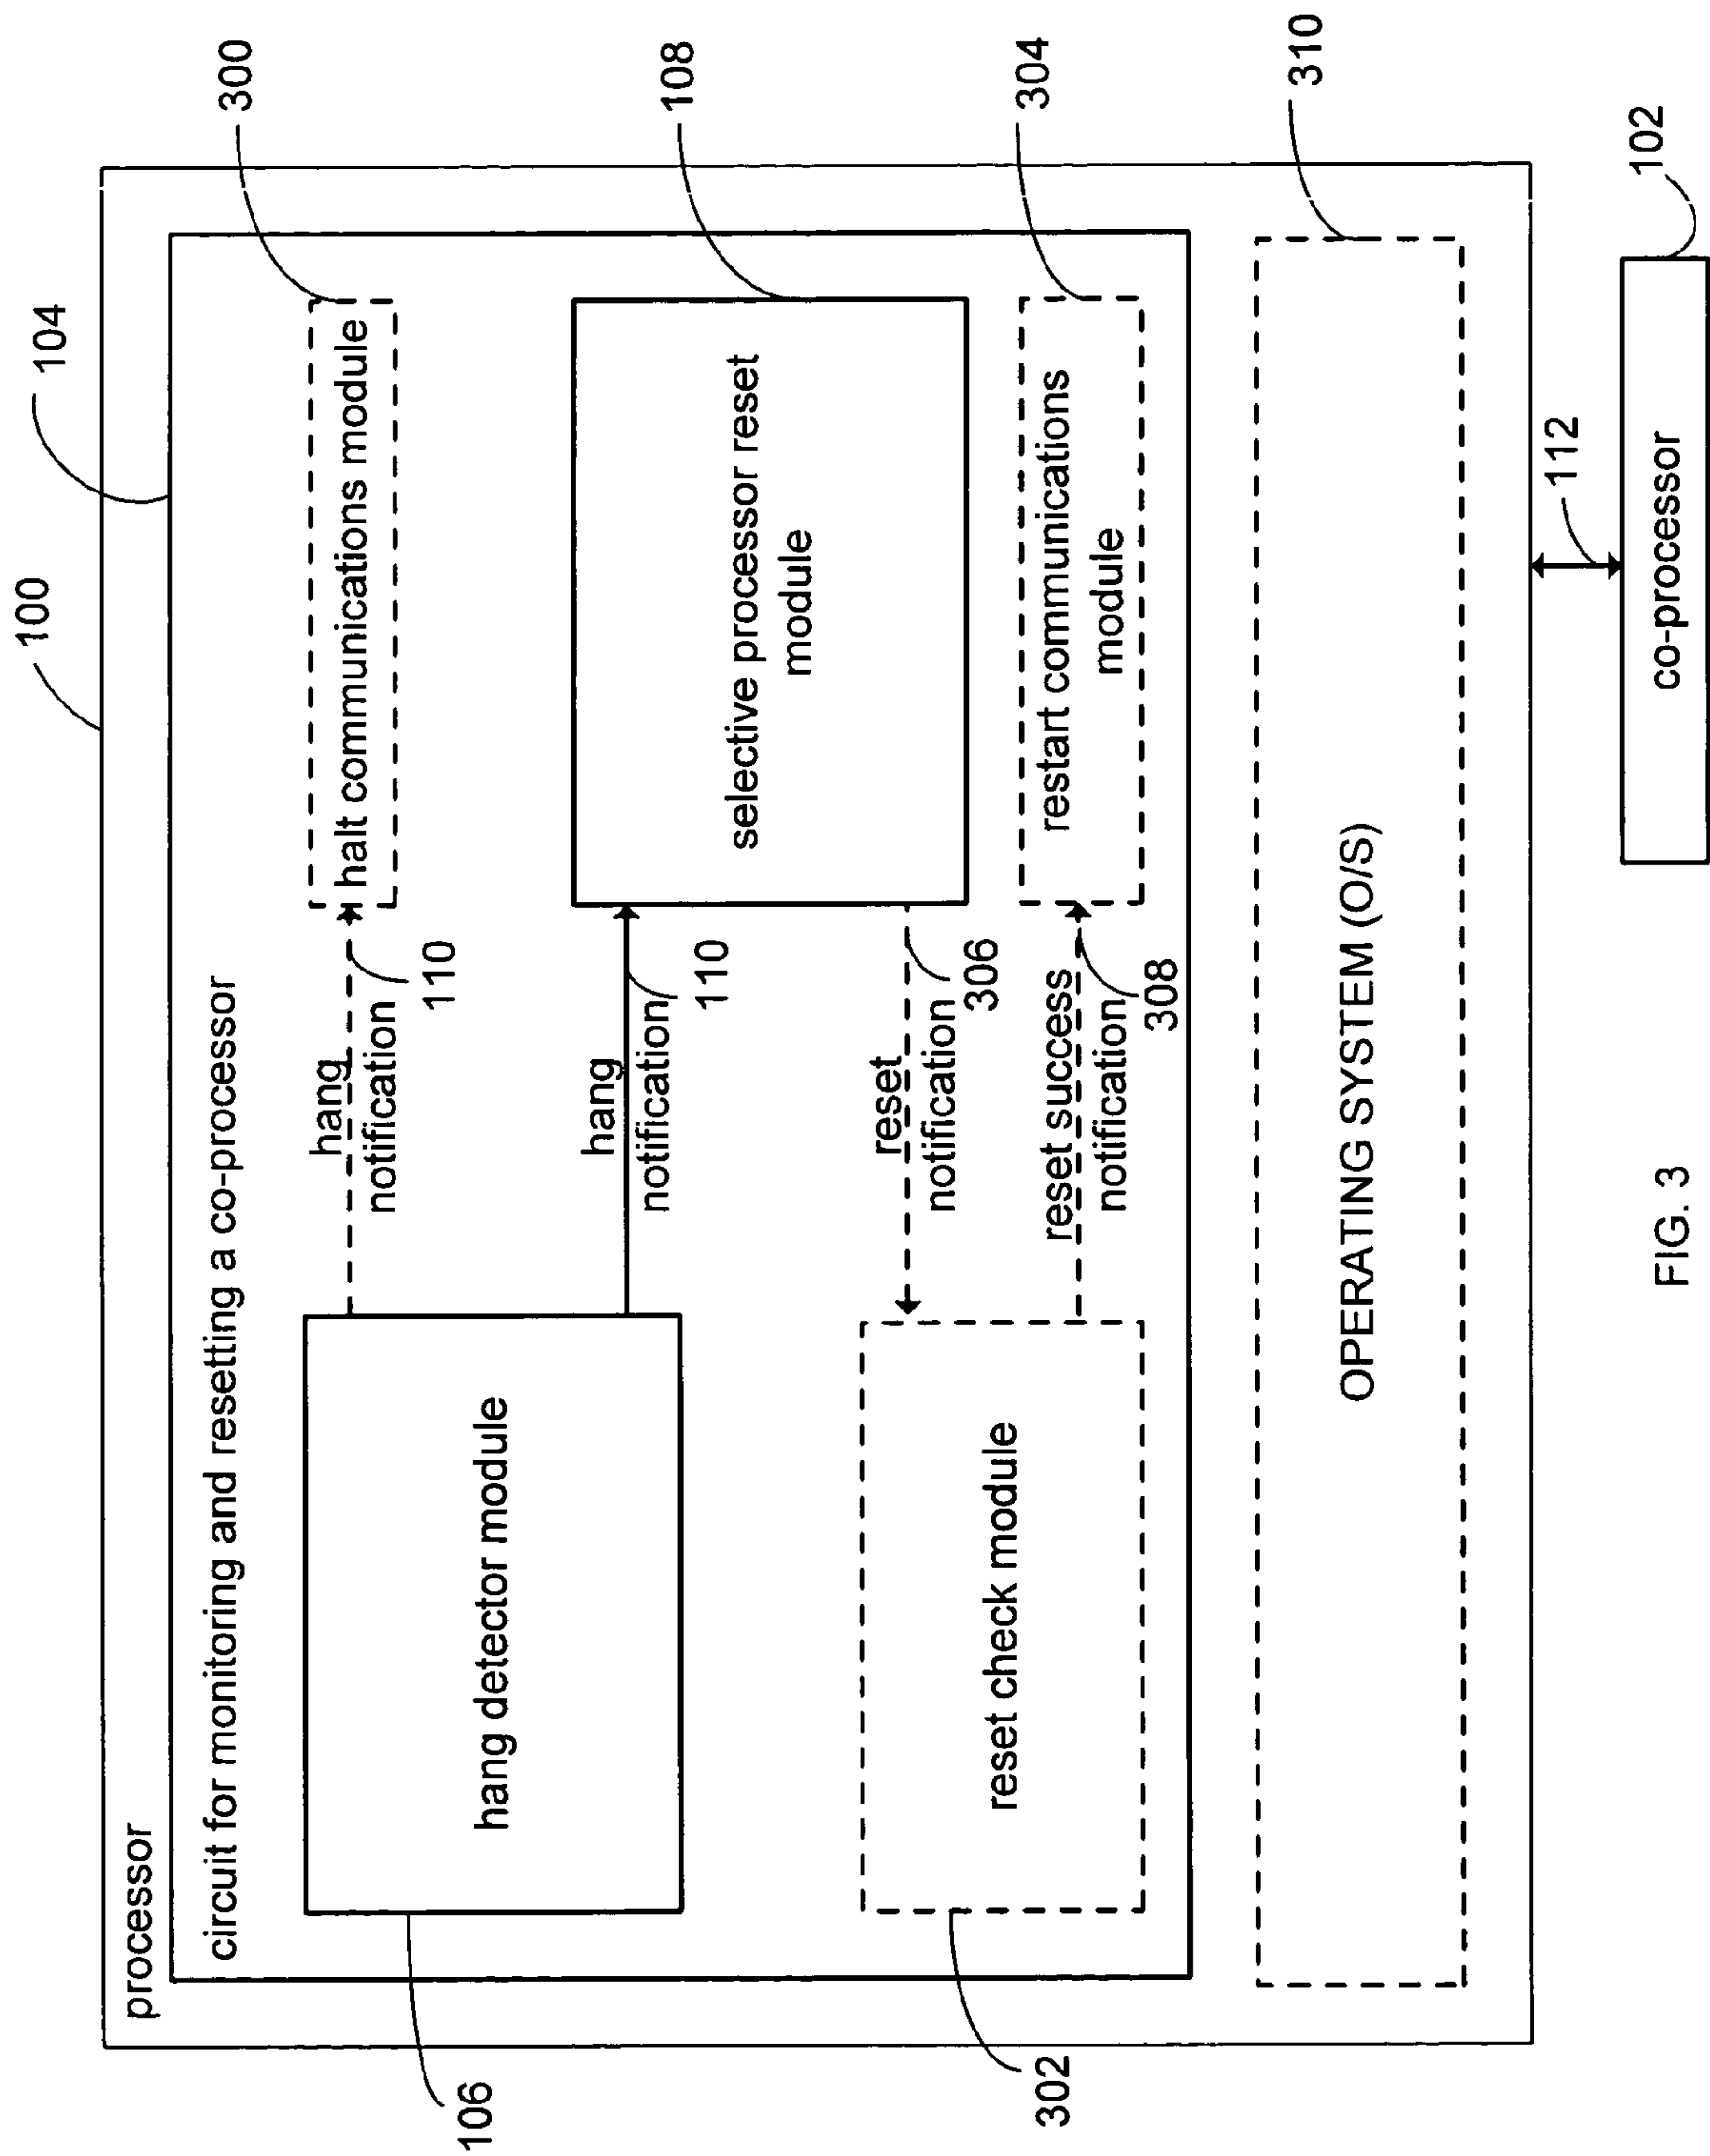 100
104
processor
circuit for monitoring and resetting a co-processor
300
hang
notification
110
halt communications module
106
hang detector module
hang
notification
110
108
selective processor reset
module
reset
notification
306
302
reset check module
reset success
notification
308
304
restart communications
module
310
OPERATING SYSTEM (O/S)
112
102
co-processor
FIG. 3